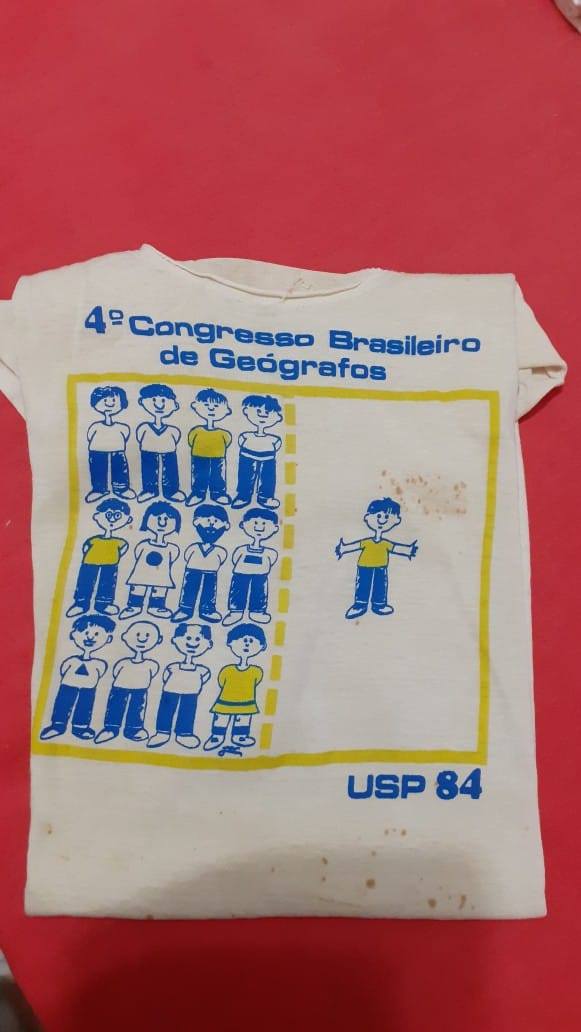 4º Congresso Brasileiro
de Geógrafos
USP 84